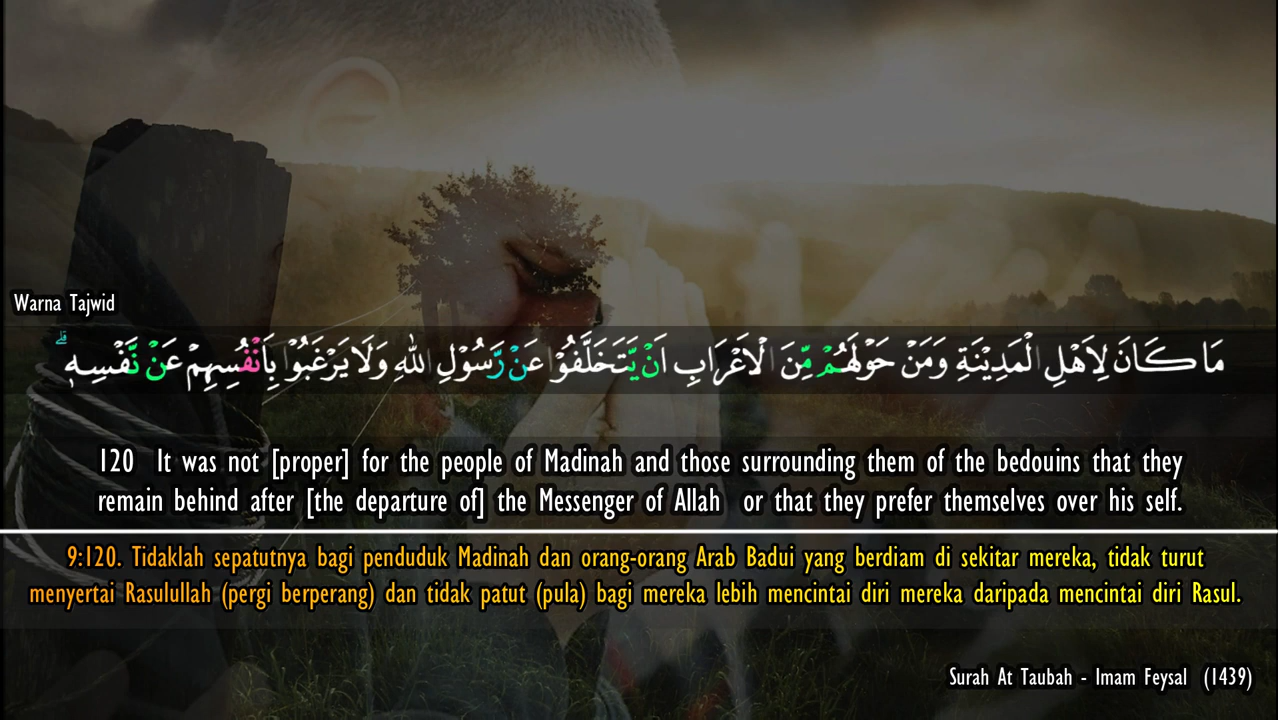 Warna Tajwid
مَا كَانَ لِاَهْلِ الْمَدِيْنَةِ وَمَنْ حَوْلَهُمْ مِّنَ الْاَعْرَابِ اَنْ يَّتَخَلَّفُوْا عَنْ رَّسُوْلِ اللّٰهِ وَلَا يَرْغَبُوْا بِاَنْفُسِهِمْ عَنْ نَّفْسِهٖ ۗ
120 It was not [proper] for the people of Madinah and those surrounding them of the bedouins that they
remain behind after [the departure of] the Messenger of Allah or that they prefer themselves over his self.
9:120. Tidaklah sepatutnya bagi penduduk Madinah dan orang-orang Arab Badui yang berdiam di sekitar mereka, tidak turut
menyertai Rasulullah (pergi berperang) dan tidak patut (pula) bagi mereka lebih mencintai diri mereka daripada mencintai diri Rasul.
Surah At Taubah - Imam Feysal (1439)